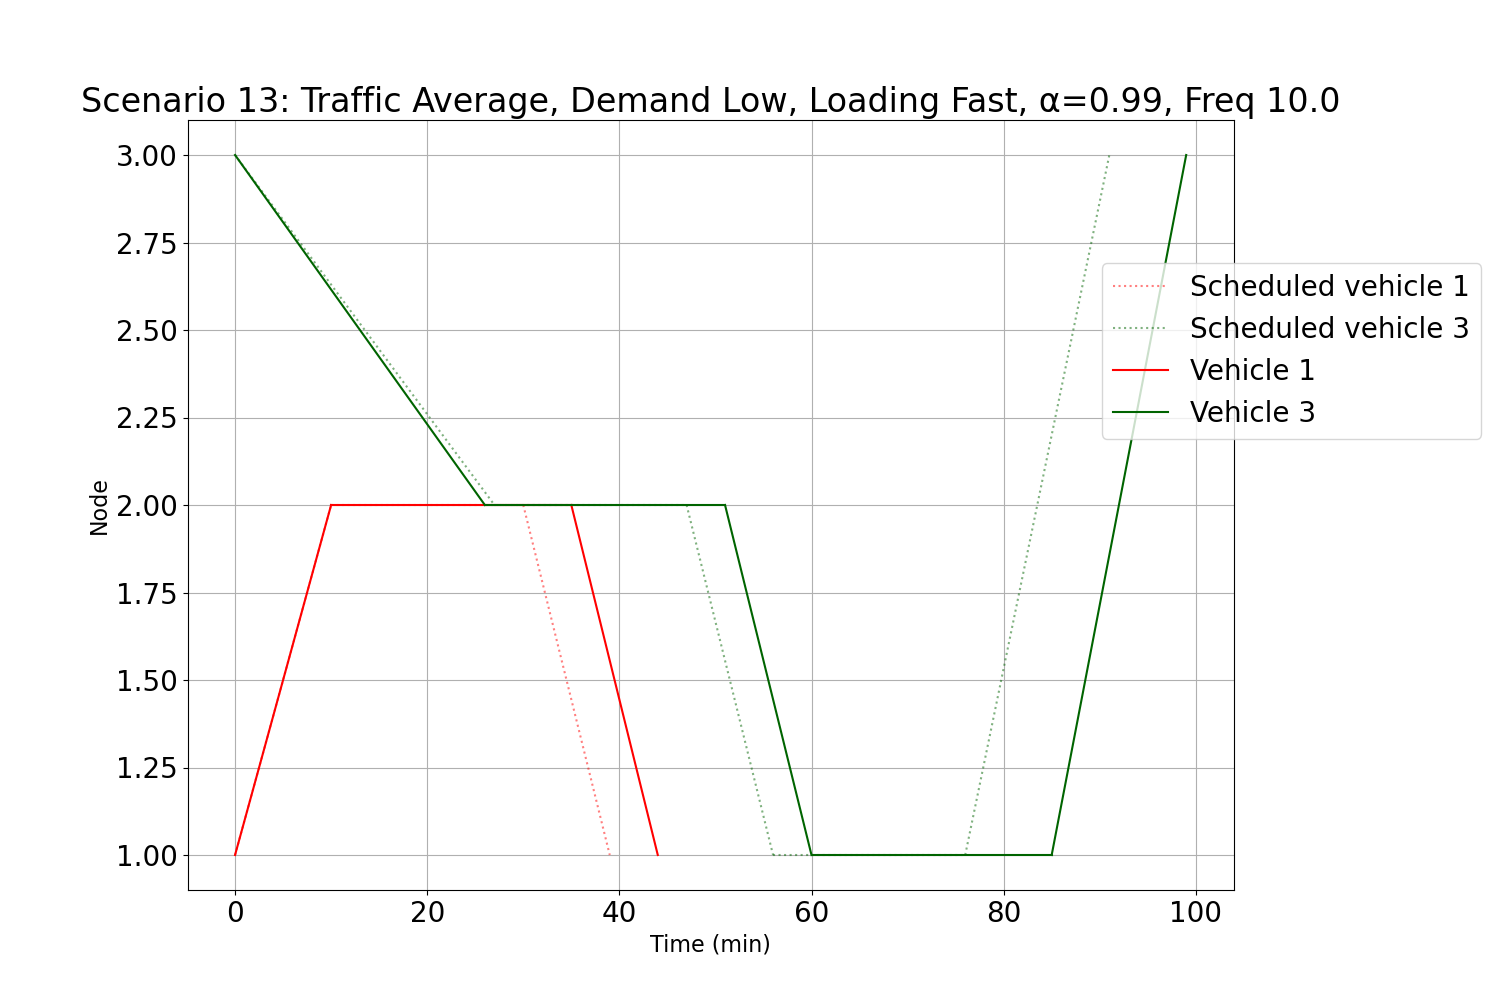 Scenario 13: Traffic Average, Demand Low, Loading Fast, α=0.99, Freq 10.0
3.00
2.75
2.50
2.25
2.00
1.75
1.50
1.25
1.00
Node
Scheduled vehicle 1
Scheduled vehicle 3
Vehicle 1
Vehicle 3
0 20 40 60 80 100
Time (min)